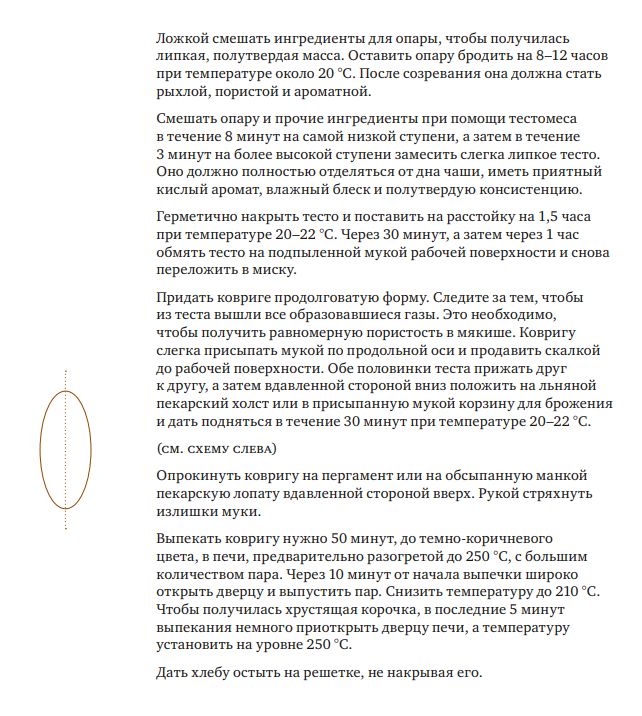 Ложкой смешать ингредиенты для опары, чтобы получилась
липкая, полутвердая масса. Оставить опару бродить на 8–12 часов
при температуре около 20 °C. После созревания она должна стать
рыхлой, пористой и ароматной.
Смешать опару и прочие ингредиенты при помощи тестомеса
в течение 8 минут на самой низкой ступени, а затем в течение
3 минут на более высокой ступени замесить слегка липкое тесто.
Оно должно полностью отделяться от дна чаши, иметь приятный
кислый аромат, влажный блеск и полутвердую консистенцию.
Герметично накрыть тесто и поставить на расстойку на 1,5 часа
при температуре 20–22 °C. Через 30 минут, а затем через 1 час
обмять тесто на подпыленной мукой рабочей поверхности и снова
переложить в миску.
Придать ковриге продолговатую форму. Следите за тем, чтобы
из теста вышли все образовавшиеся газы. Это необходимо,
чтобы получить равномерную пористость в мякише. Ковригу
слегка присыпать мукой по продольной оси и продавить скалкой
до рабочей поверхности. Обе половинки теста прижать друг
к другу, а затем вдавленной стороной вниз положить на льняной
пекарский холст или в присыпанную мукой корзину для брожения
и дать подняться в течение 30 минут при температуре 20–22 °C.
(СМ. СХЕМУ СЛЕВА)
Опрокинуть ковригу на пергамент или на обсыпанную манкой
пекарскую лопату вдавленной стороной вверх. Рукой стряхнуть
излишки муки.
Выпекать ковригу нужно 50 минут, до темно-коричневого
цвета, в печи, предварительно разогретой до 250 °C, с большим
количеством пара. Через 10 минут от начала выпечки широко
открыть дверцу и выпустить пар. Снизить температуру до 210 °C.
Чтобы получилась хрустящая корочка, в последние 5 минут
выпекания немного приоткрыть дверцу печи, а температуру
установить на уровне 250 °C.
Дать хлебу остыть на решетке, не накрывая его.